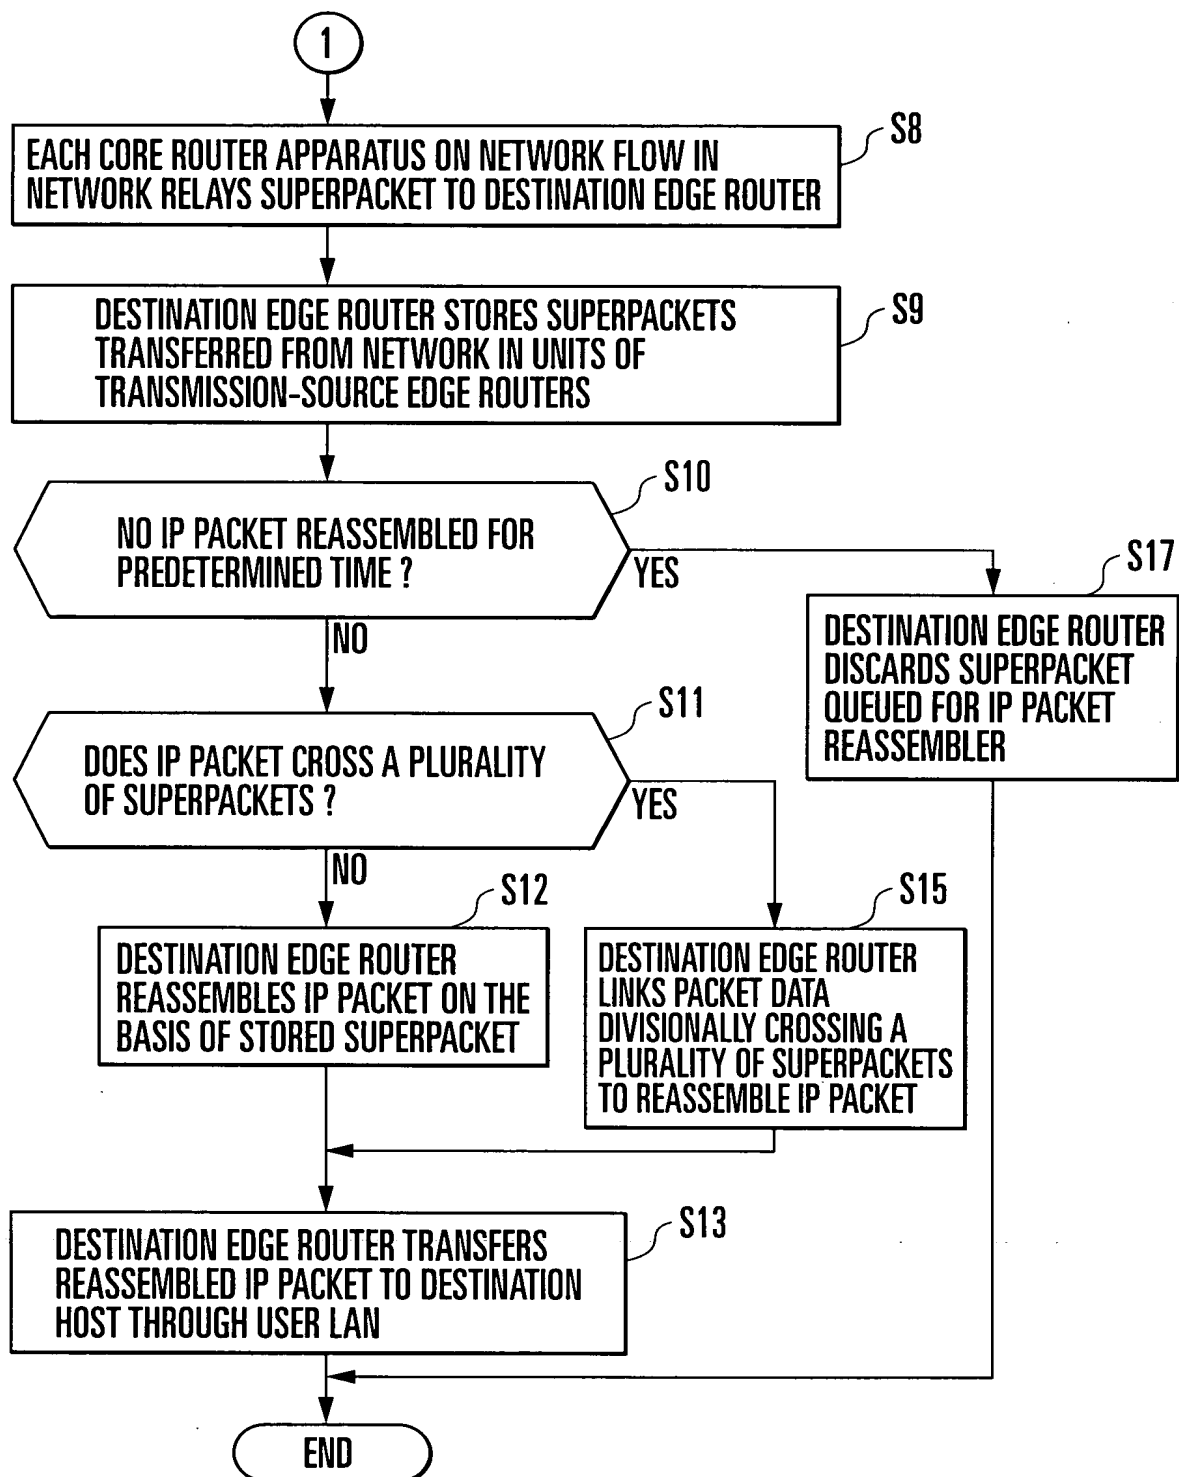 1
S8
EACH CORE ROUTER APPARATUS ON NETWORK FLOW IN
NETWORK RELAYS SUPERPACKET TO DESTINATION EDGE ROUTER
S9
DESTINATION EDGE ROUTER STORES SUPERPACKETS
TRANSFERRED FROM NETWORK IN UNITS OF
TRANSMISSION-SOURCE EDGE ROUTERS
S10
NO IP PACKET REASSEMBLED FOR
PREDETERMINED TIME ?
YES
NO
S17
DESTINATION EDGE ROUTER
DISCARDS SUPERPACKET
QUEUED FOR IP PACKET
REASSEMBLER
S11
DOES IP PACKET CROSS A PLURALITY
OF SUPERPACKETS ?
YES
NO
S12
DESTINATION EDGE ROUTER
REASSEMBLES IP PACKET ON THE
BASIS OF STORED SUPERPACKET
S15
DESTINATION EDGE ROUTER
LINKS PACKET DATA
DIVISIONALLY CROSSING A
PLURALITY OF SUPERPACKETS
TO REASSEMBLE IP PACKET
S13
DESTINATION EDGE ROUTER TRANSFERS
REASSEMBLED IP PACKET TO DESTINATION
HOST THROUGH USER LAN
END